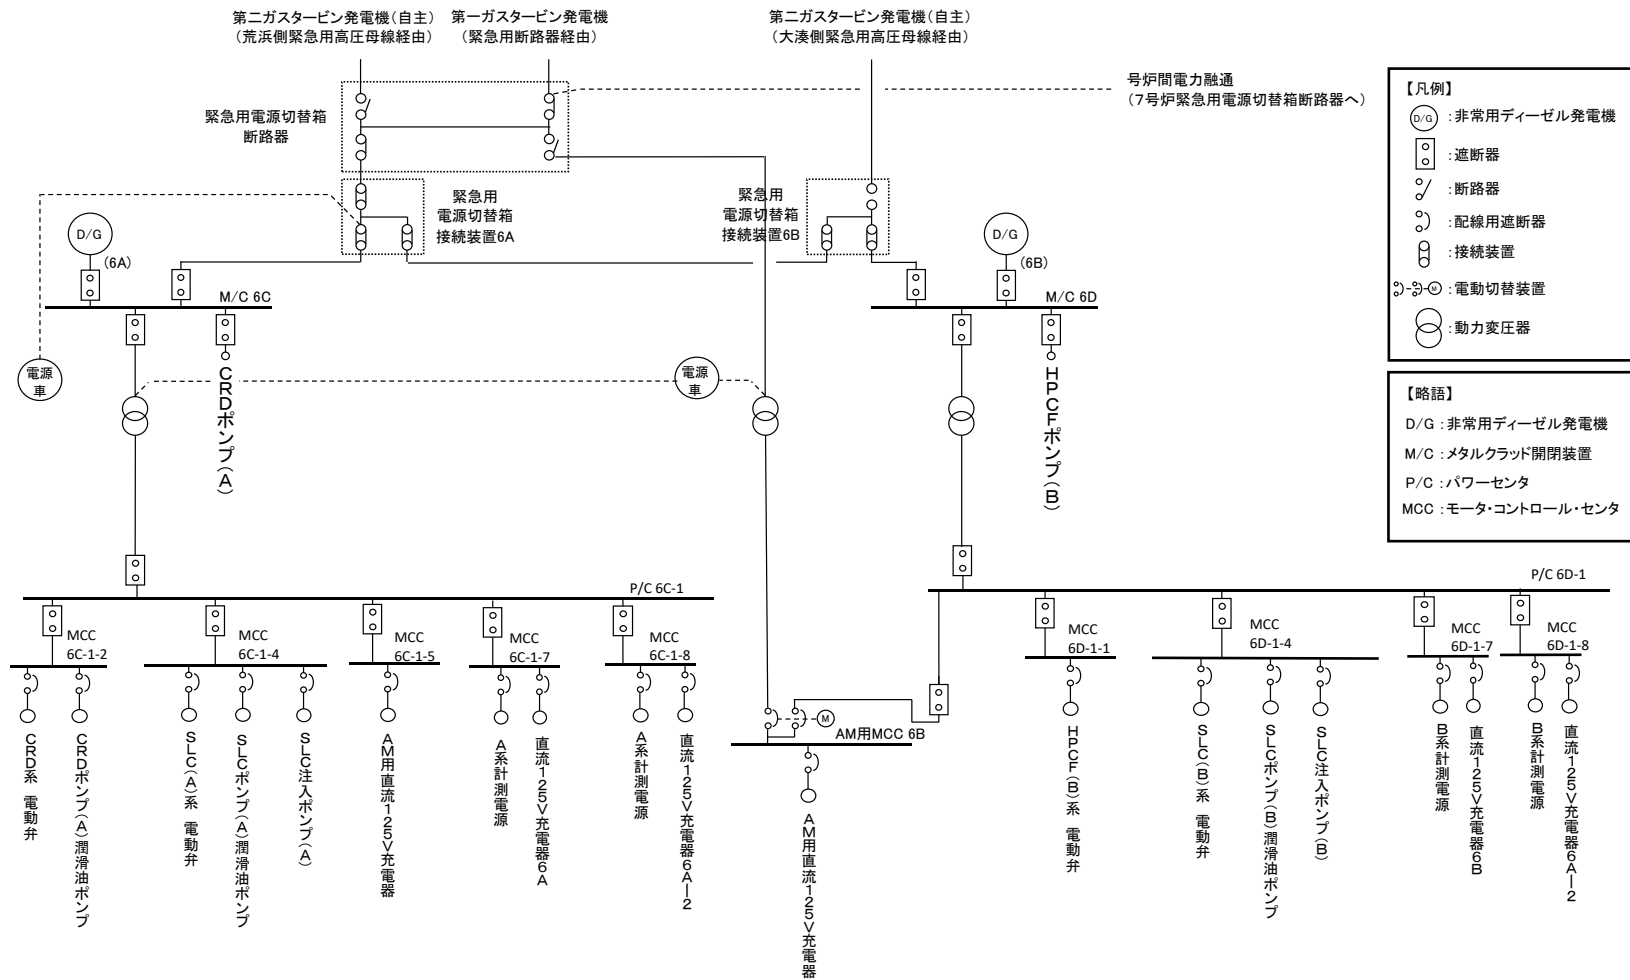 第二ガスタービン発電機(自主)
(荒浜側緊急用高圧母線経由)
第一ガスタービン発電機
(緊急用断路器経由)
第二ガスタービン発電機(自主)
(大湊側緊急用高圧母線経由)
号炉間電力融通
(7号炉緊急用電源切替箱断路器へ)
緊急用電源切替箱
断路器
緊急用
電源切替箱
接続装置6A
緊急用
電源切替箱
接続装置6B
D/G
(6A)
D/G
(6B)
M/C 6C
M/C 6D
電源
車
電源
車
CRDポンプ(A)
HPCFポンプ(B)
P/C 6C-1
P/C 6D-1
MCC
6C-1-2
MCC
6C-1-4
MCC
6C-1-5
MCC
6C-1-7
MCC
6C-1-8
MCC
6D-1-1
MCC
6D-1-4
MCC
6D-1-7
MCC
6D-1-8
M
AM用MCC 6B
CRD系 電動弁
CRDポンプ(A)潤滑油ポンプ
SLC(A)系 電動弁
SLCポンプ(A)潤滑油ポンプ
SLC注入ポンプ(A)
AM用直流125V充電器
A系計測電源
直流125V充電器6A
A系計測電源
直流125V充電器6A-2
AM用直流125V充電器
HPCF(B)系 電動弁
SLC(B)系 電動弁
SLCポンプ(B)潤滑油ポンプ
SLC注入ポンプ(B)
B系計測電源
直流125V充電器6B
B系計測電源
直流125V充電器6A-2
【凡例】
D/G :非常用ディーゼル発電機
:遮断器
:断路器
:配線用遮断器
:接続装置
M :電動切替装置
:動力変圧器
【略語】
D/G :非常用ディーゼル発電機
M/C :メタルクラッド開閉装置
P/C :パワーセンタ
MCC :モータ・コントロール・センタ